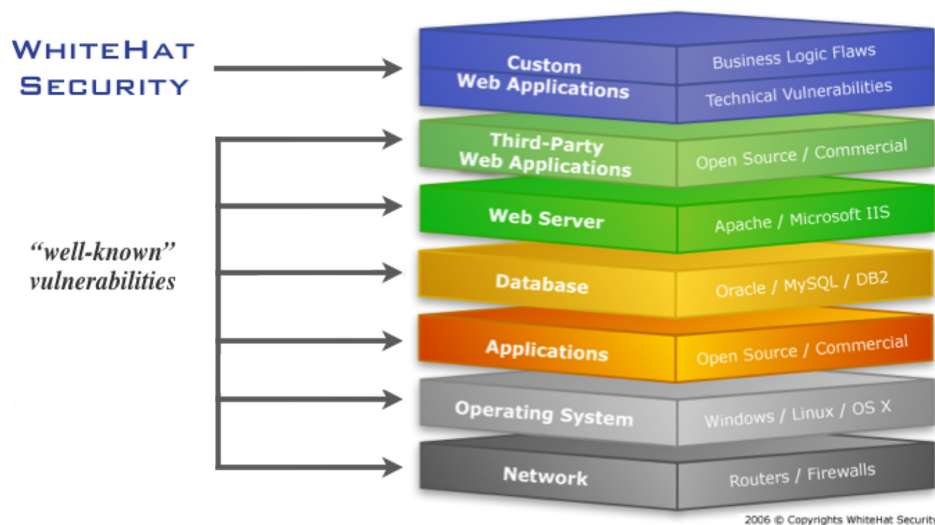 WHITEHAT
SECURITY
Custom
Web Applications
Business Logic Flaws
Technical Vulnerabilities
Third-Party
Web Applications
Open Source / Commercial
Web Server
Apache / Microsoft IIS
"well-known"
vulnerabilities
Database
Oracle / MySQL / DB2
Applications
Open Source / Commercial
Operating System
Windows / Linux / OS X
Network
Routers / Firewalls
2006 © Copyrights WhiteHat Security